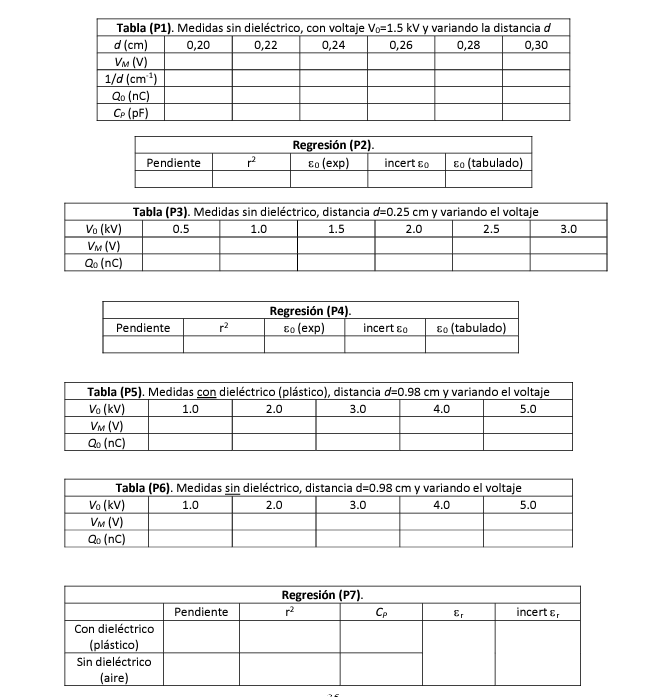 Tabla (P1). Medidas sin dieléctrico, con voltaje V₀=1.5 kV y variando la distancia d
d (cm) 0,20 0,22 0,24 0,26 0,28 0,30
V_M (V)
1/d (cm⁻¹)
Q₀ (nC)
C_P (pF)
Regresión (P2).
Pendiente r² ε₀ (exp) incert ε₀ ε₀ (tabulado)
Tabla (P3). Medidas sin dieléctrico, distancia d=0.25 cm y variando el voltaje
V₀ (kV) 0.5 1.0 1.5 2.0 2.5 3.0
V_M (V)
Q₀ (nC)
Regresión (P4).
Pendiente r² ε₀ (exp) incert ε₀ ε₀ (tabulado)
Tabla (P5). Medidas con dieléctrico (plástico), distancia d=0.98 cm y variando el voltaje
V₀ (kV) 1.0 2.0 3.0 4.0 5.0
V_M (V)
Q₀ (nC)
Tabla (P6). Medidas sin dieléctrico, distancia d=0.98 cm y variando el voltaje
V₀ (kV) 1.0 2.0 3.0 4.0 5.0
V_M (V)
Q₀ (nC)
Regresión (P7).
Pendiente r² C_P ε_r incert ε_r
Con dieléctrico
(plástico)
Sin dieléctrico
(aire)